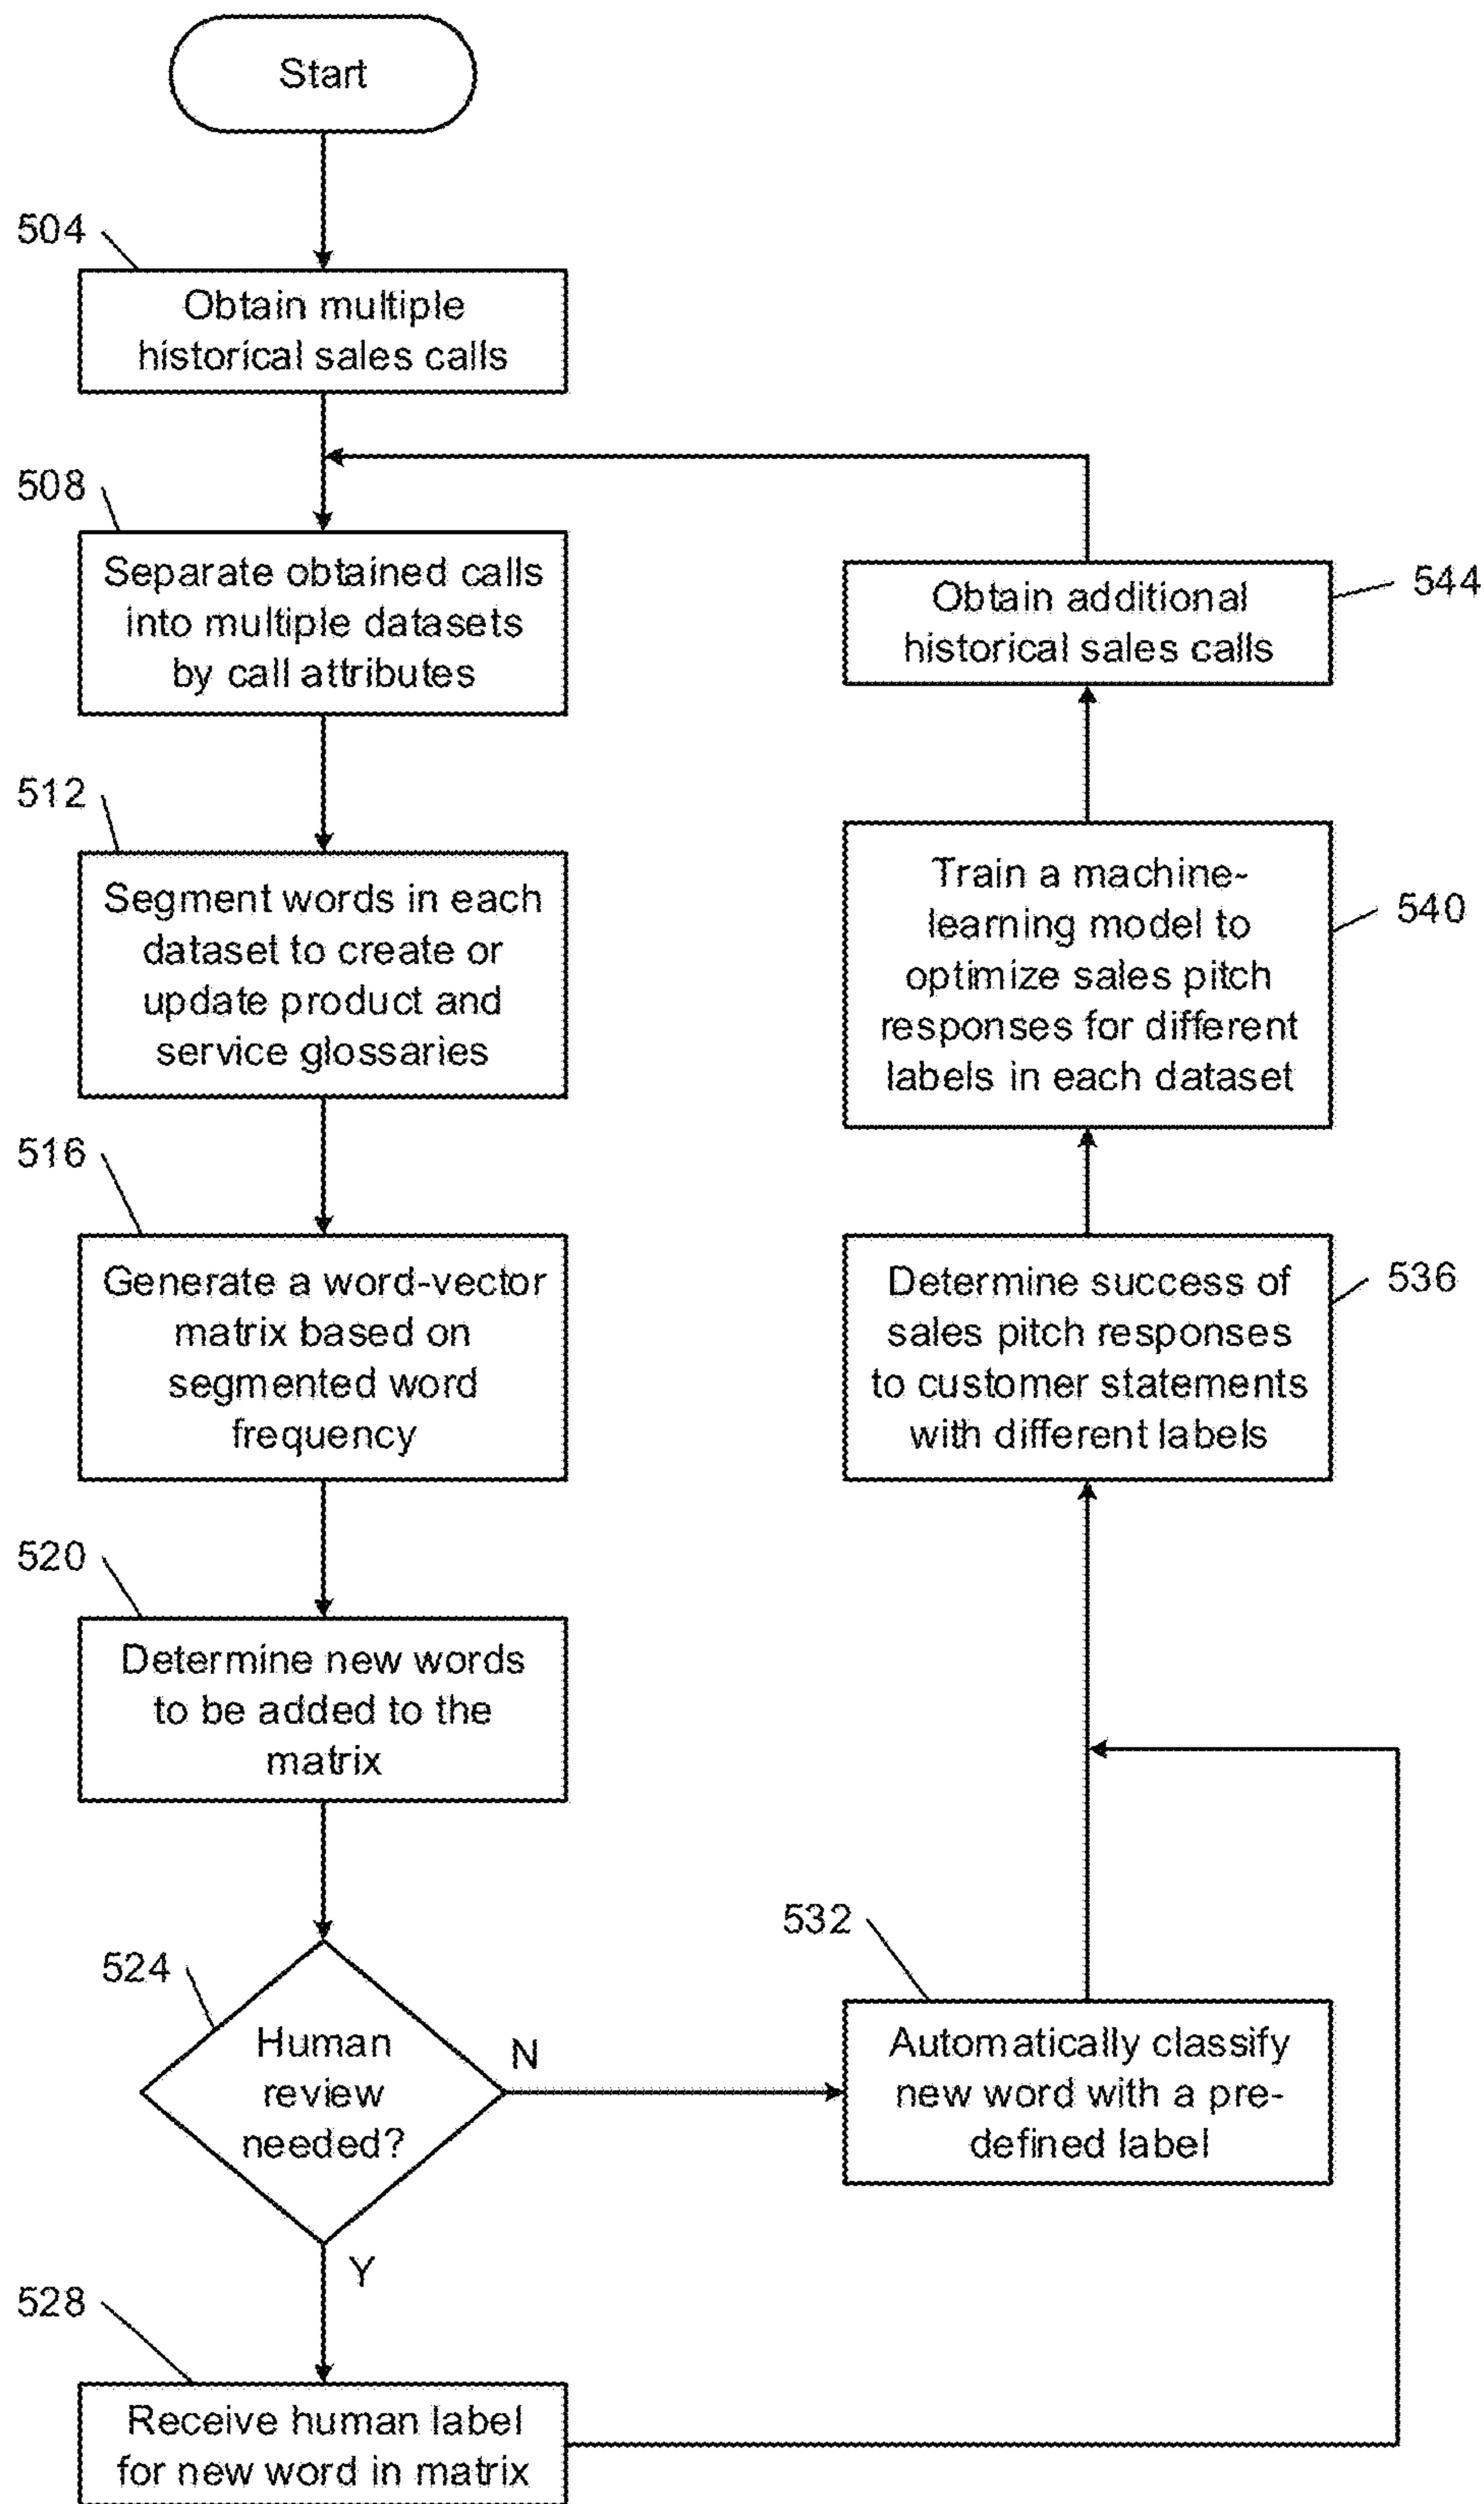 Start
504
Obtain multiple
historical sales calls
508
Separate obtained calls
into multiple datasets
by call attributes
512
Segment words in each
dataset to create or
update product and
service glossaries
516
Generate a word-vector
matrix based on
segmented word
frequency
520
Determine new words
to be added to the
matrix
524
Human
review
needed?
N
Y
528
Receive human label
for new word in matrix
532
Automatically classify
new word with a pre-
defined label
536
Determine success of
sales pitch responses
to customer statements
with different labels
540
Train a machine-
learning model to
optimize sales pitch
responses for different
labels in each dataset
544
Obtain additional
historical sales calls